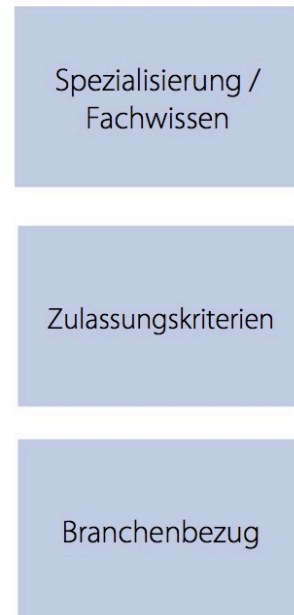 Spezialisierung /
Fachwissen
Zulassungskriterien
Branchenbezug